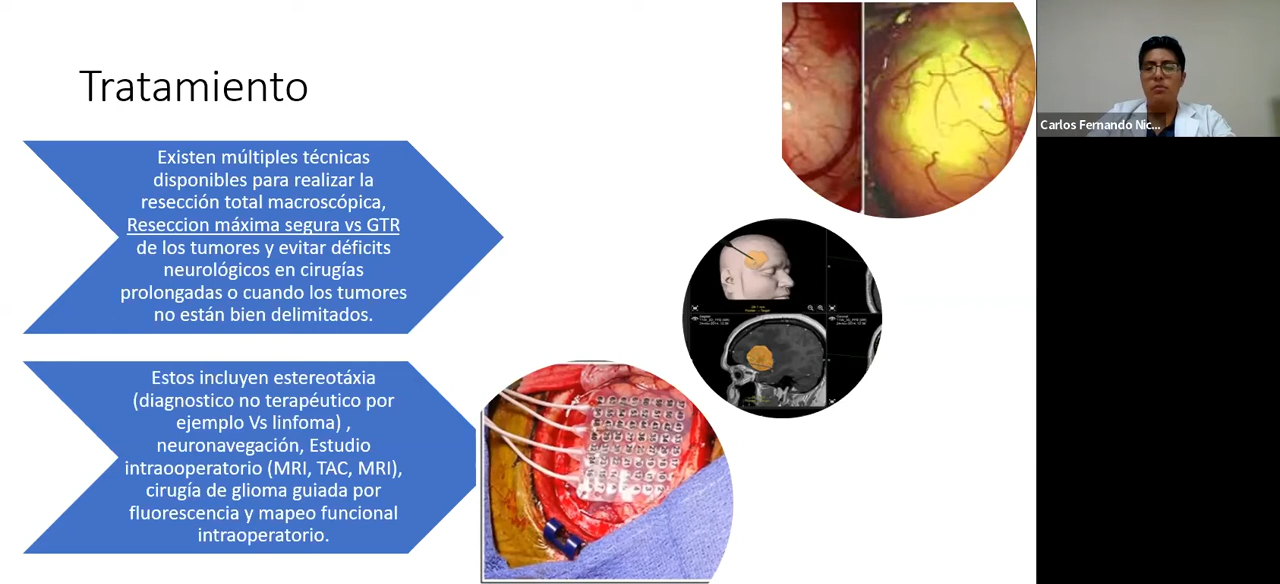 Tratamiento
Existen múltiples técnicas
disponibles para realizar la
resección total macroscópica,
Reseccion máxima segura vs GTR
de los tumores y evitar déficits
neurológicos en cirugías
prolongadas o cuando los tumores
no están bien delimitados.
Estos incluyen estereotáxia
(diagnostico no terapéutico por
ejemplo Vs linfoma) ,
neuronavegación, Estudio
intraooperatorio (MRI, TAC, MRI),
cirugía de glioma guiada por
fluorescencia y mapeo funcional
intraoperatorio.
Carlos Fernando Nic...